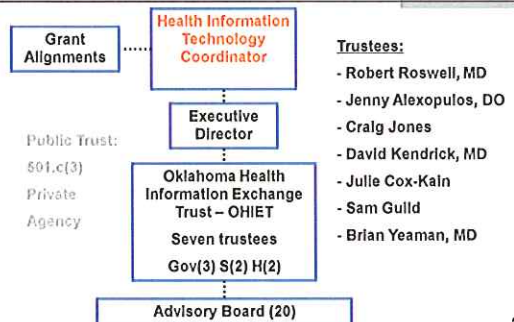 Grant
Alignments
Health Information
Technology
Coordinator
Executive
Director
Public Trust:
501.c(3)
Private
Agency
Oklahoma Health
Information Exchange
Trust – OHIET
Seven trustees
Gov(3) S(2) H(2)
Advisory Board (20)
Trustees:
- Robert Roswell, MD
- Jenny Alexopulos, DO
- Craig Jones
- David Kendrick, MD
- Julie Cox-Kain
- Sam Guild
- Brian Yeaman, MD